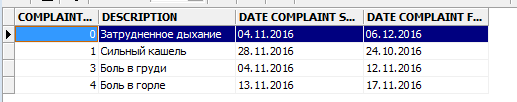 COMPLAINT... DESCRIPTION DATE COMPLAINT S... DATE COMPLAINT F...
0 Затрудненное дыхание 04.11.2016 06.12.2016
1 Сильный кашель 28.11.2016 24.10.2016
3 Боль в груди 04.11.2016 12.11.2016
4 Боль в горле 13.11.2016 17.11.2016